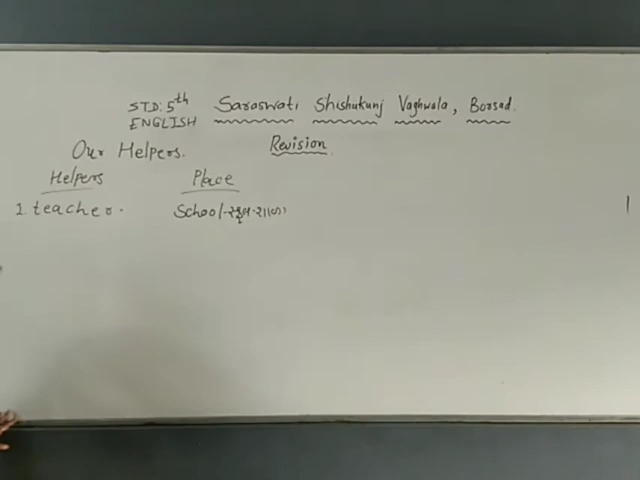 STD: 5th Saraswati Shishukunj Vaghwala, Borsad.
ENGLISH
Our Helpers. Revision
Helpers Place
1. teacher. School - સ્કૂલ